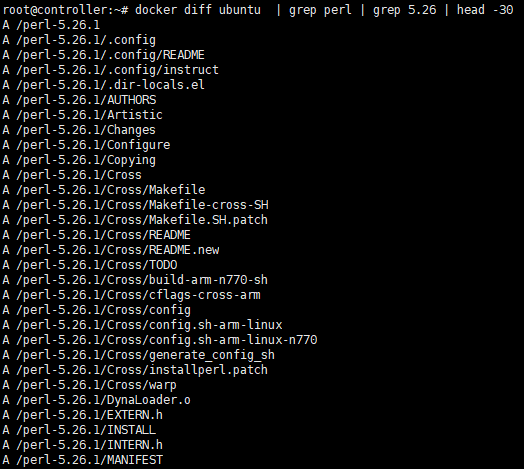 root@controller:~# docker diff ubuntu  | grep perl | grep 5.26 | head -30
A /perl-5.26.1
A /perl-5.26.1/.config
A /perl-5.26.1/.config/README
A /perl-5.26.1/.config/instruct
A /perl-5.26.1/.dir-locals.el
A /perl-5.26.1/AUTHORS
A /perl-5.26.1/Artistic
A /perl-5.26.1/Changes
A /perl-5.26.1/Configure
A /perl-5.26.1/Copying
A /perl-5.26.1/Cross
A /perl-5.26.1/Cross/Makefile
A /perl-5.26.1/Cross/Makefile-cross-SH
A /perl-5.26.1/Cross/Makefile.SH.patch
A /perl-5.26.1/Cross/README
A /perl-5.26.1/Cross/README.new
A /perl-5.26.1/Cross/TODO
A /perl-5.26.1/Cross/build-arm-n770-sh
A /perl-5.26.1/Cross/cflags-cross-arm
A /perl-5.26.1/Cross/config
A /perl-5.26.1/Cross/config.sh-arm-linux
A /perl-5.26.1/Cross/config.sh-arm-linux-n770
A /perl-5.26.1/Cross/generate_config_sh
A /perl-5.26.1/Cross/installperl.patch
A /perl-5.26.1/Cross/warp
A /perl-5.26.1/DynaLoader.o
A /perl-5.26.1/EXTERN.h
A /perl-5.26.1/INSTALL
A /perl-5.26.1/INTERN.h
A /perl-5.26.1/MANIFEST